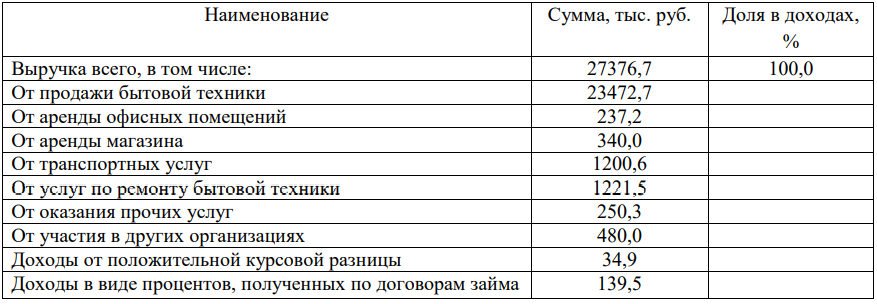 Наименование Сумма, тыс. руб. Доля в доходах,
%
Выручка всего, в том числе: 27376,7 100,0
От продажи бытовой техники 23472,7
От аренды офисных помещений 237,2
От аренды магазина 340,0
От транспортных услуг 1200,6
От услуг по ремонту бытовой техники 1221,5
От оказания прочих услуг 250,3
От участия в других организациях 480,0
Доходы от положительной курсовой разницы 34,9
Доходы в виде процентов, полученных по договорам займа 139,5